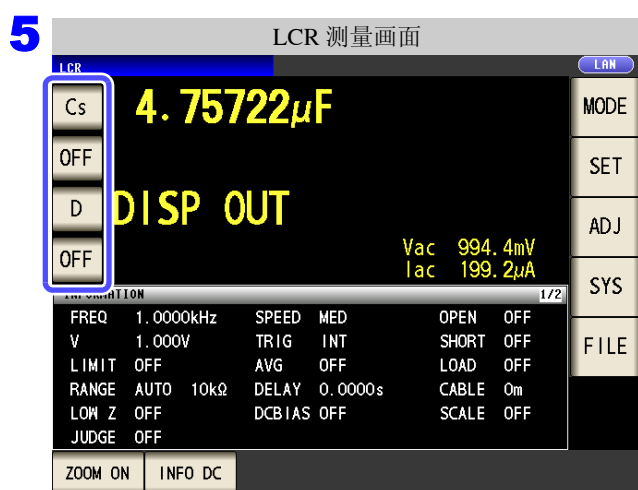 5
LCR 测量画面
LCR
LAN
Cs 4.75722μF
MODE
OFF
SET
D DISP OUT
ADJ
OFF
Vac 994.4mV
Iac 199.2μA
SYS
INFORMATION 1/2
FREQ 1.0000kHz SPEED MED OPEN OFF
V 1.000V TRIG INT SHORT OFF
FILE
LIMIT OFF AVG OFF LOAD OFF
RANGE AUTO 10kΩ DELAY 0.0000s CABLE 0m
LOW Z OFF DCBIAS OFF SCALE OFF
JUDGE OFF
ZOOM ON INFO DC